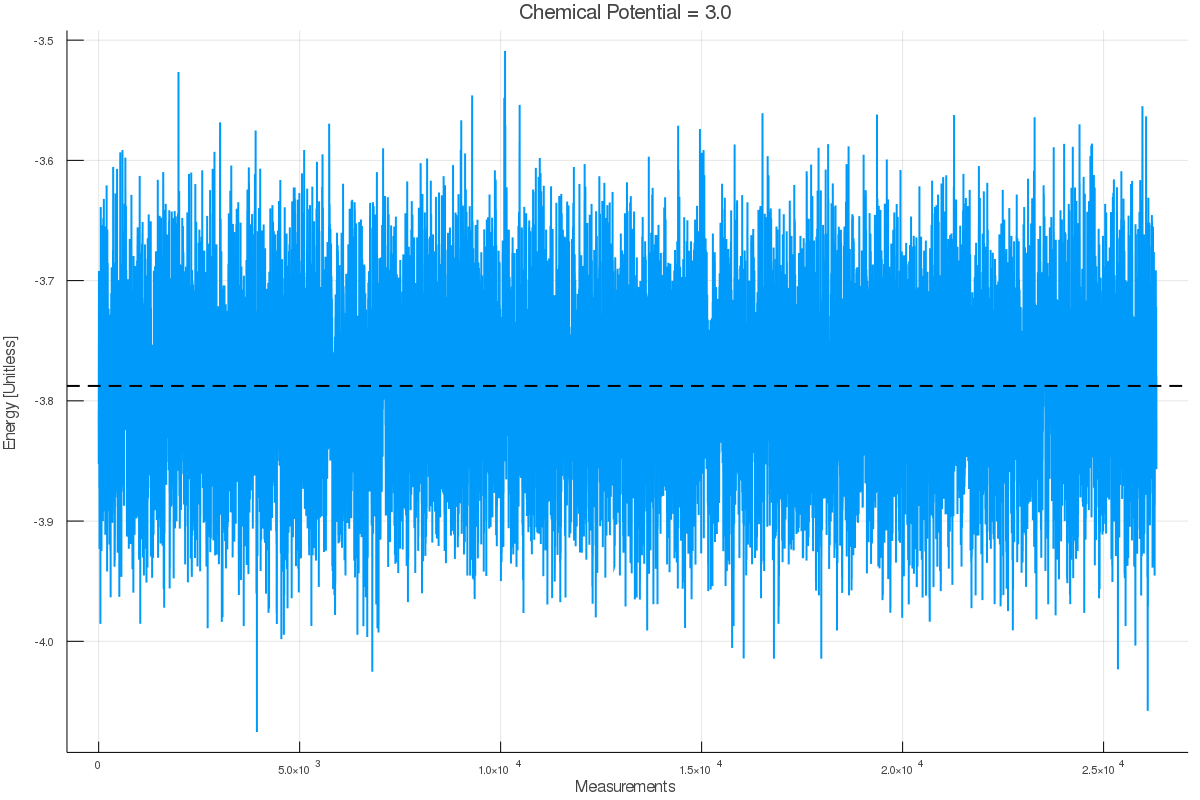 Chemical Potential = 3.0
-3.5
-3.6
-3.7
-3.8
-3.9
-4.0
Energy [Unitless]
0 5.0×10³ 1.0×10⁴ 1.5×10⁴ 2.0×10⁴ 2.5×10⁴
Measurements